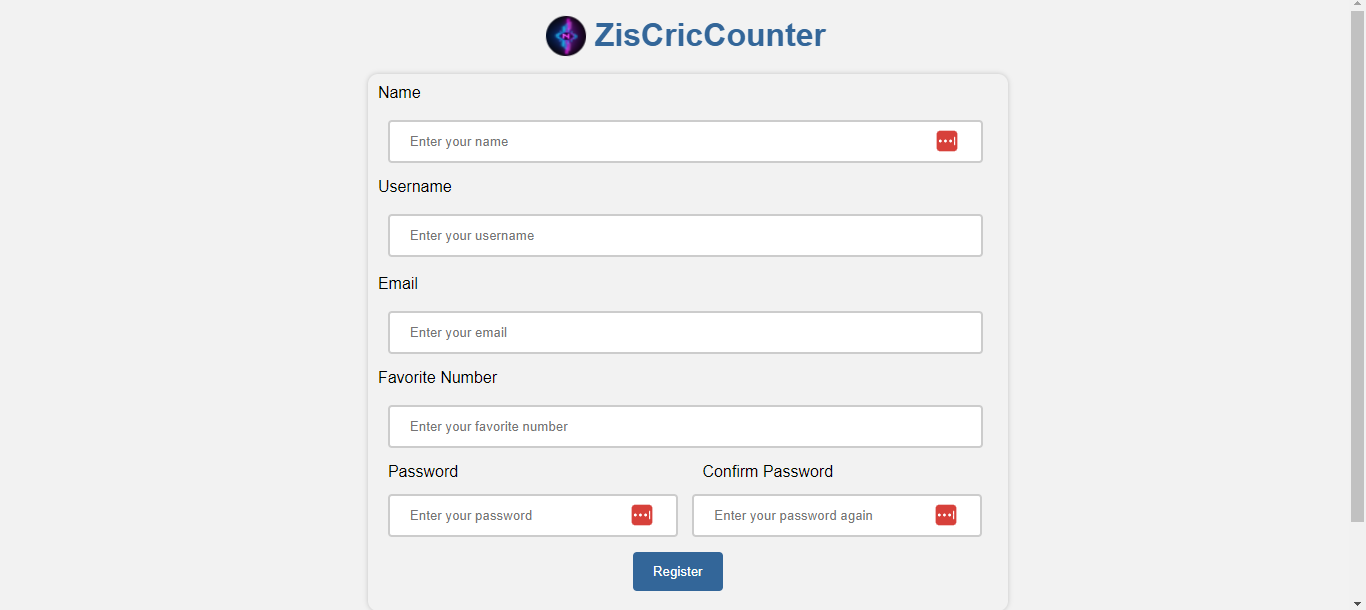 ZisCricCounter
Name
Enter your name
Username
Enter your username
Email
Enter your email
Favorite Number
Enter your favorite number
Password Confirm Password
Enter your password Enter your password again
Register